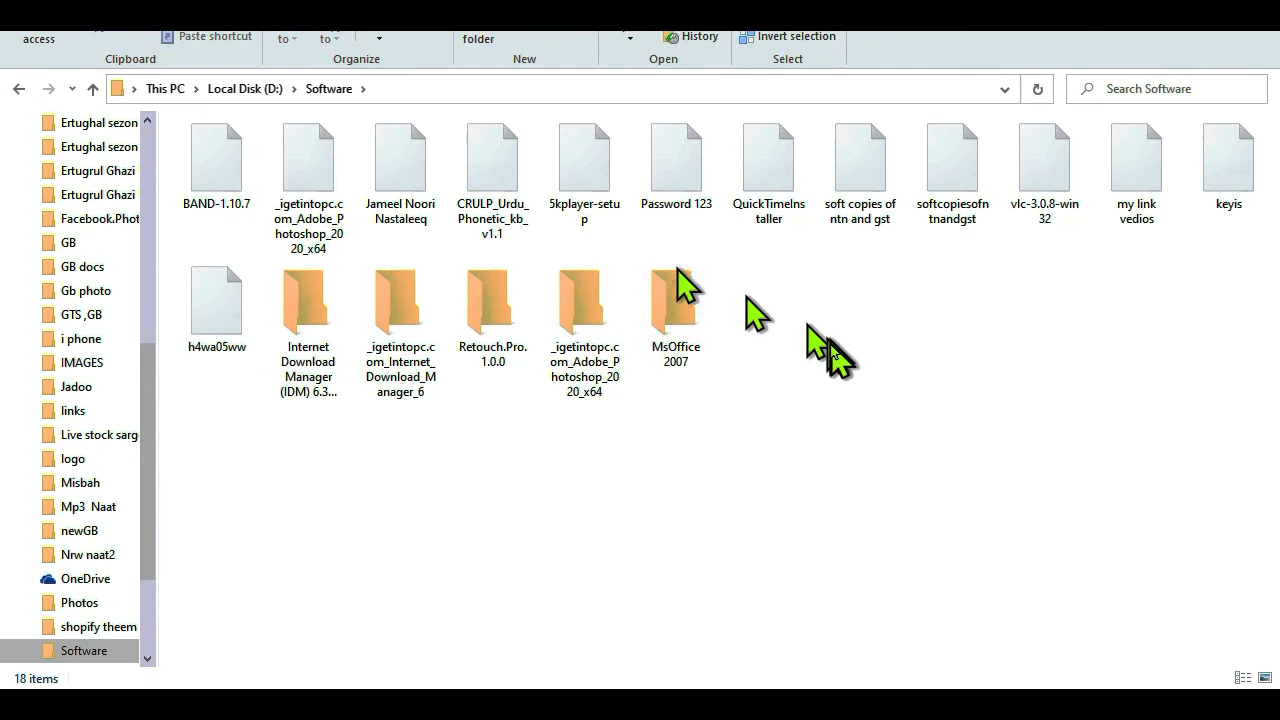 access
Paste shortcut
to
to
folder
History
Invert selection
Clipboard
Organize
New
Open
Select
This PC
Local Disk (D:)
Software
Search Software
Ertughal sezon
Ertughal sezon
Ertugrul Ghazi
Ertugrul Ghazi
Facebook.Phot
GB
GB docs
Gb photo
GTS ,GB
i phone
IMAGES
Jadoo
links
Live stock sarg
logo
Misbah
Mp3 Naat
newGB
Nrw naat2
OneDrive
Photos
shopify theem
Software
BAND-1.10.7
_igetintopc.c
om_Adobe_P
hotoshop_20
20_x64
Jameel Noori
Nastaleeq
CRULP_Urdu_
Phonetic_kb_
v1.1
5kplayer-setu
p
Password 123
QuickTimeIns
taller
soft copies of
ntn and gst
softcopiesofn
tnandgst
vlc-3.0.8-win
32
my link
vedios
keyis
h4wa05ww
Internet
Download
Manager
(IDM) 6.3...
_igetintopc.c
om_Internet_
Download_M
anager_6
Retouch.Pro.
1.0.0
_igetintopc.c
om_Adobe_P
hotoshop_20
20_x64
MsOffice
2007
18 items